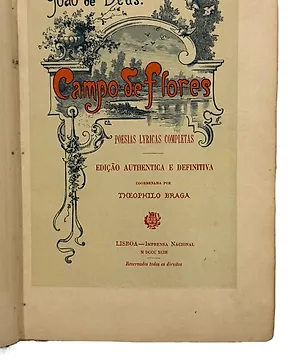 João de Deus.
Campo de Flores
POESIAS LYRICAS COMPLETAS
EDIÇÃO AUTHENTICA E DEFINITIVA
COORDENADA POR
THEOPHILO BRAGA
LISBOA—IMPRENSA NACIONAL
M DCCC XCIII
Reservados todos os direitos